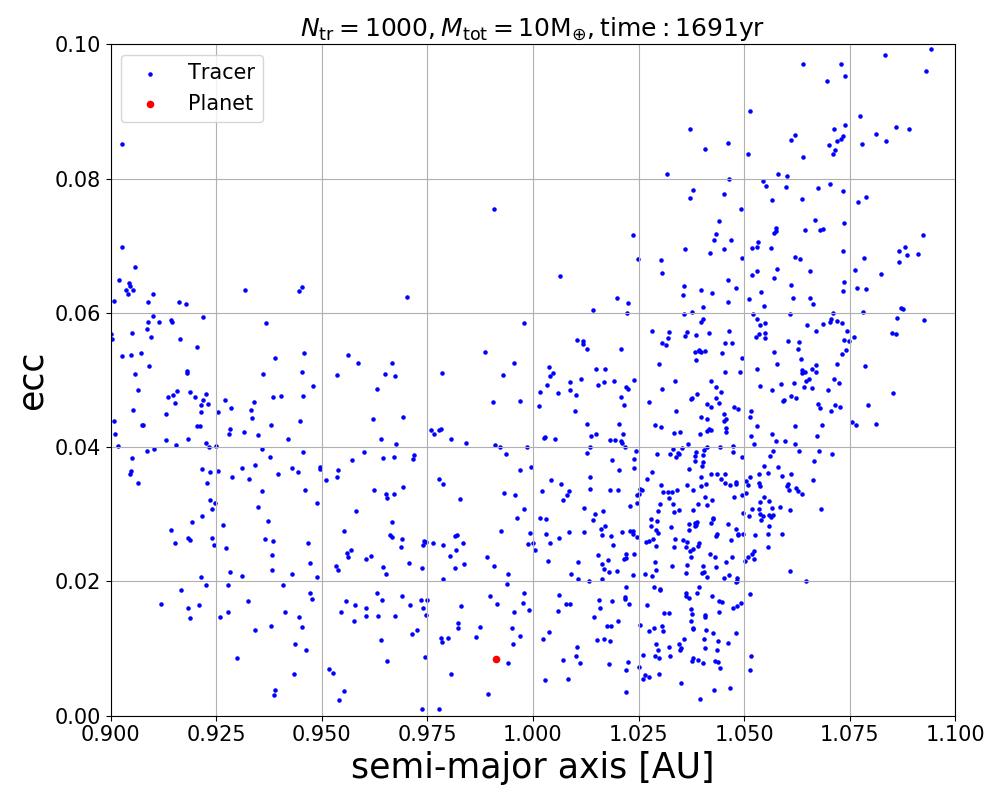 N_tr = 1000, M_tot = 10M_⊕, time : 1691yr
Tracer
Planet
0.10
0.08
0.06
0.04
0.02
0.00
ecc
0.900 0.925 0.950 0.975 1.000 1.025 1.050 1.075 1.100
semi-major axis [AU]